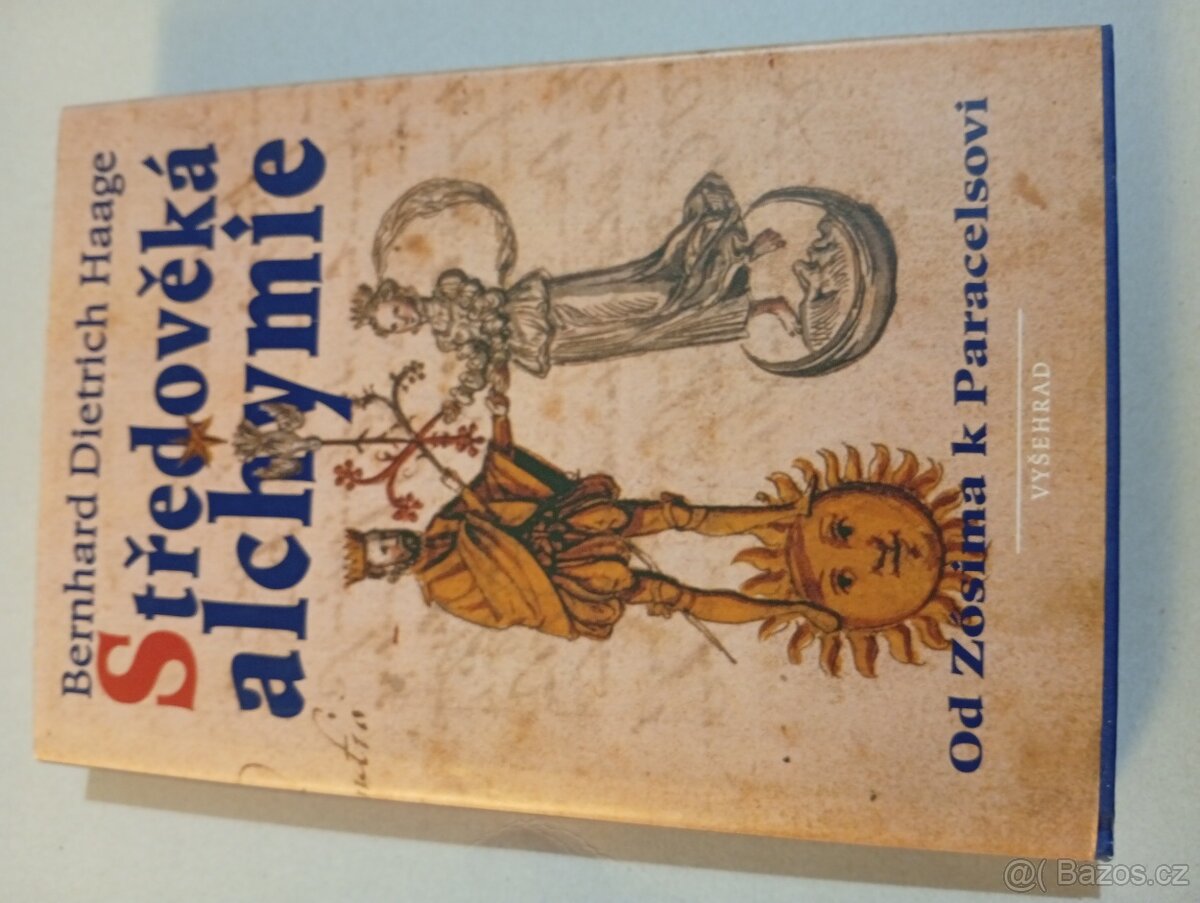 Bernhard Dietrich Haage
Středověká
alchymie
Od Zósima k Paracelsovi
VYŠEHRAD
@( Bazos.cz